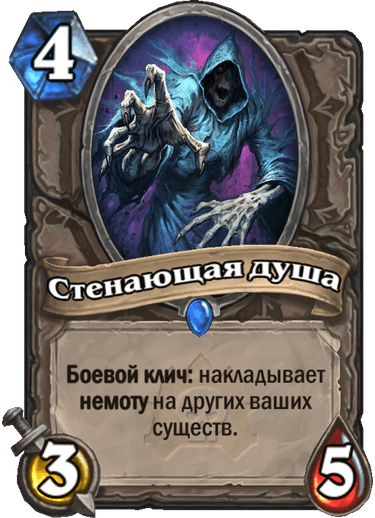 4
Стенающая душа
Боевой клич: накладывает
немоту на других ваших
существ.
3
5